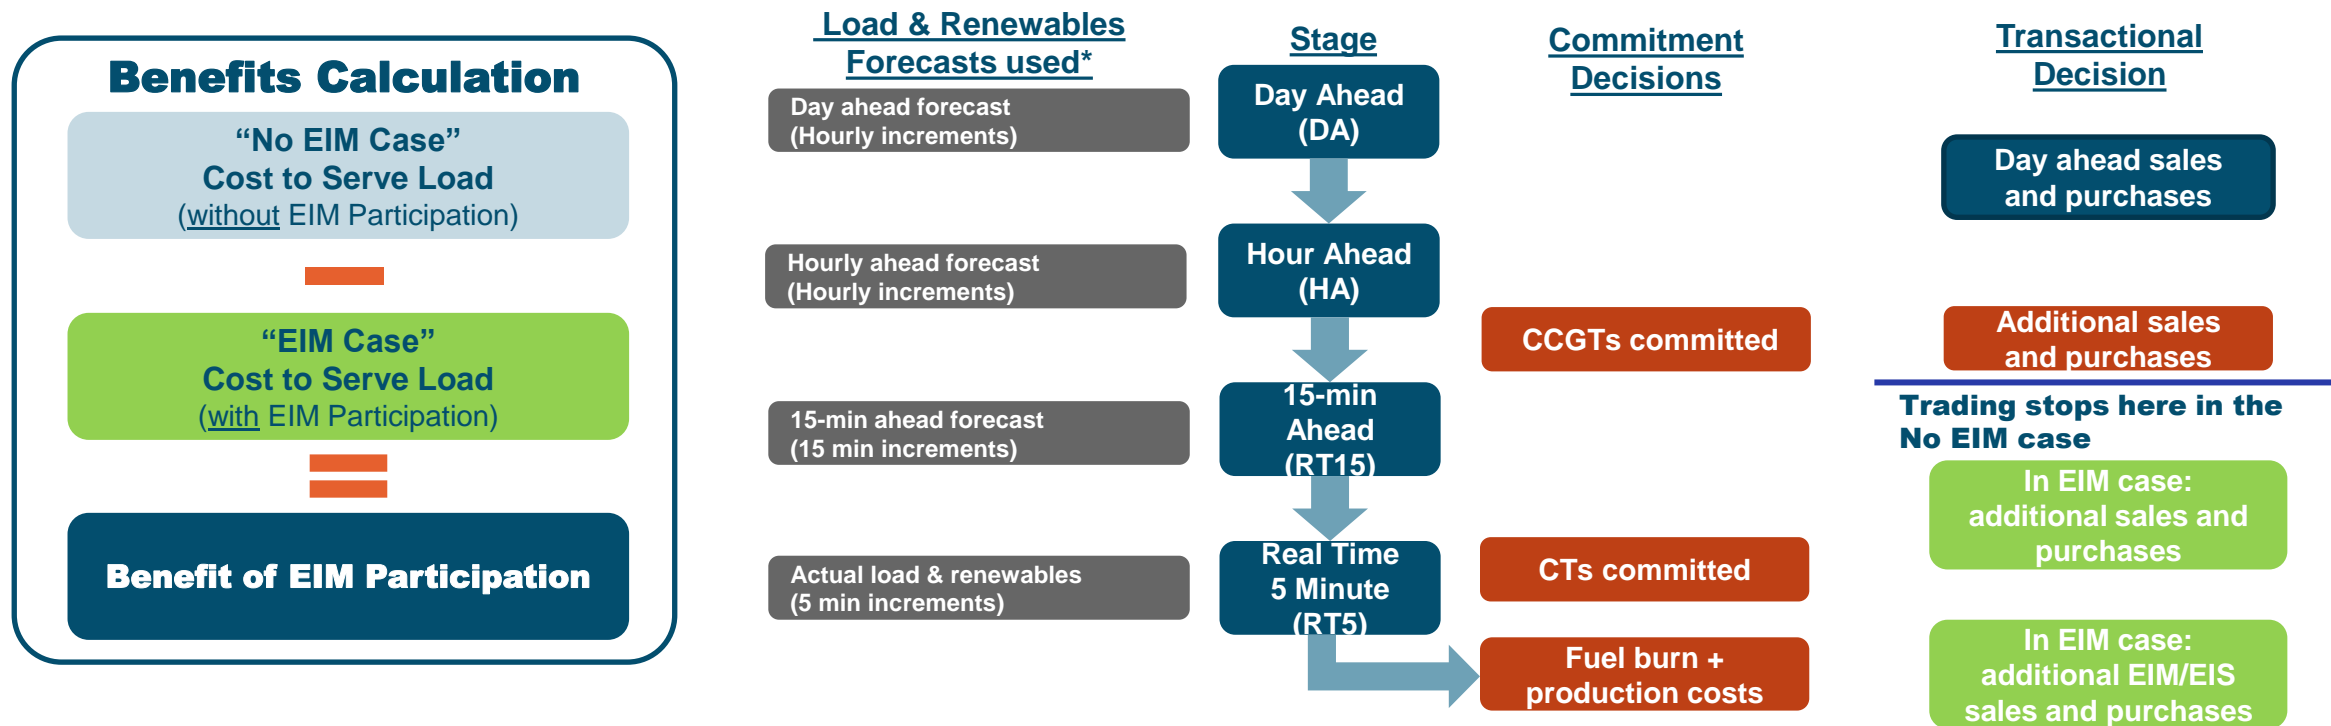 Benefits Calculation
“No EIM Case”
Cost to Serve Load
(without EIM Participation)
“EIM Case”
Cost to Serve Load
(with EIM Participation)
Benefit of EIM Participation
Load & Renewables
Forecasts used*
Day ahead forecast
(Hourly increments)
Hourly ahead forecast
(Hourly increments)
15-min ahead forecast
(15 min increments)
Actual load & renewables
(5 min increments)
Stage
Day Ahead
(DA)
Hour Ahead
(HA)
15-min
Ahead
(RT15)
Real Time
5 Minute
(RT5)
Commitment
Decisions
CCGTs committed
CTs committed
Fuel burn +
production costs
Transactional
Decision
Day ahead sales
and purchases
Additional sales
and purchases
Trading stops here in the
No EIM case
In EIM case:
additional sales and
purchases
In EIM case:
additional EIM/EIS
sales and purchases